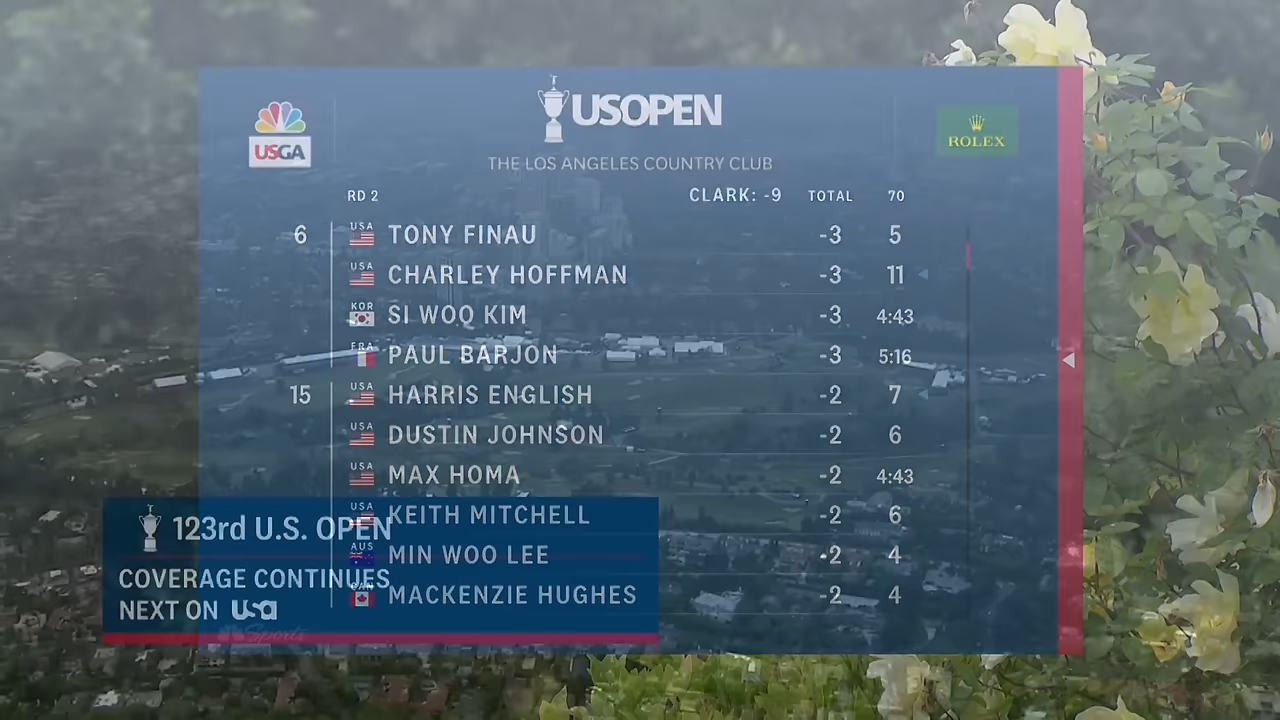 USOPEN
USGA
ROLEX
THE LOS ANGELES COUNTRY CLUB
RD 2 CLARK: -9 TOTAL 70
6 USA TONY FINAU -3 5
USA CHARLEY HOFFMAN -3 11
KOR SI WOO KIM -3 4:43
FRA PAUL BARJON -3 5:16
15 USA HARRIS ENGLISH -2 7
USA DUSTIN JOHNSON -2 6
USA MAX HOMA -2 4:43
USA KEITH MITCHELL -2 6
AUS MIN WOO LEE -2 4
CAN MACKENZIE HUGHES -2 4
123rd U.S. OPEN
COVERAGE CONTINUES
NEXT ON usa
Sports